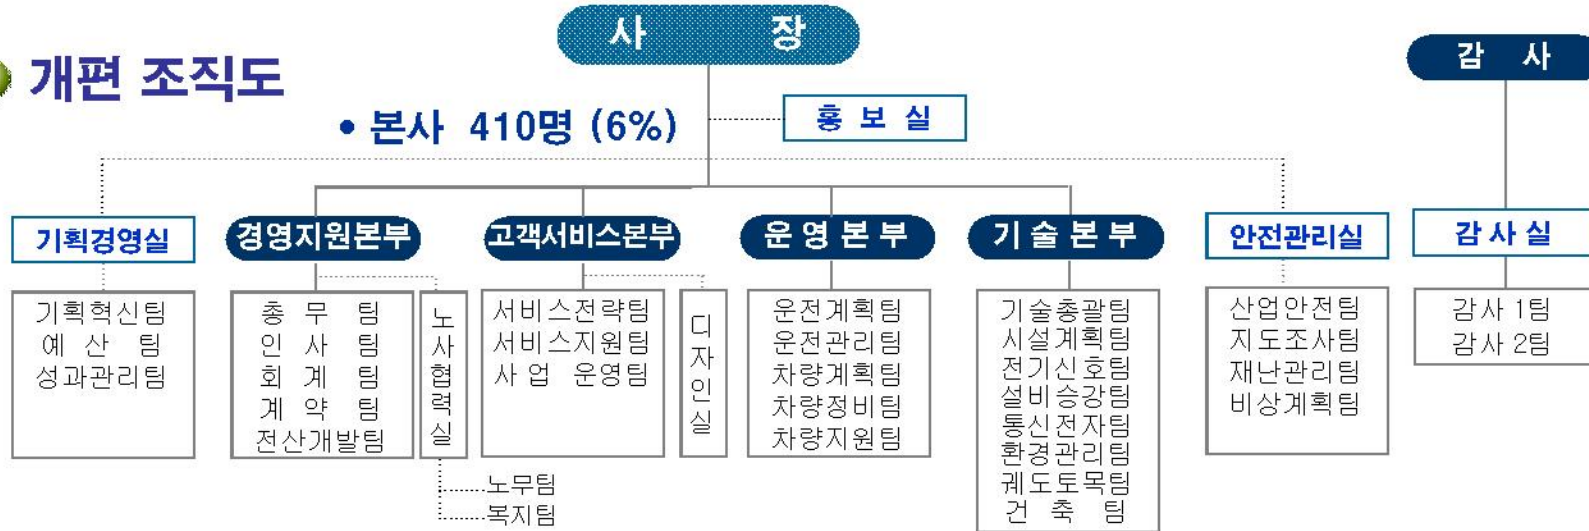 사 장
감 사
개편 조직도
• 본사 410명 (6%)
홍 보 실
기획경영실
경영지원본부
고객서비스본부
운 영 본 부
기 술 본 부
안전관리실
감 사 실
기획혁신팀
예 산 팀
성과관리팀
총 무 팀
인 사 팀
회 계 팀
계 약 팀
전산개발팀
노사협력실
노무팀
복지팀
서비스전략팀
서비스지원팀
사업 운영팀
디자인실
운전계획팀
운전관리팀
차량계획팀
차량정비팀
차량지원팀
기술총괄팀
시설계획팀
전기신호팀
설비승강팀
통신전자팀
환경관리팀
궤도토목팀
건 축 팀
산업안전팀
지도조사팀
재난관리팀
비상계획팀
감사 1팀
감사 2팀